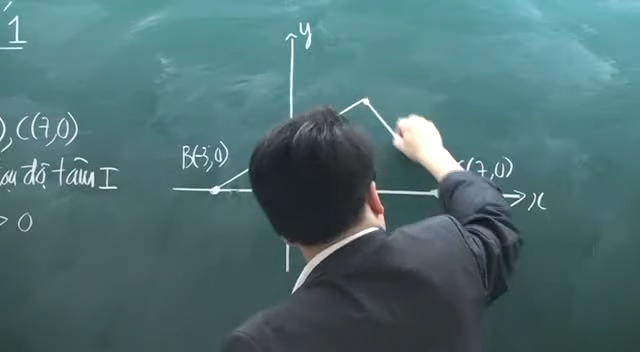 1
y
), C(7,0)
B(-3,0)
(7,0)
độ tâm I
x
> 0